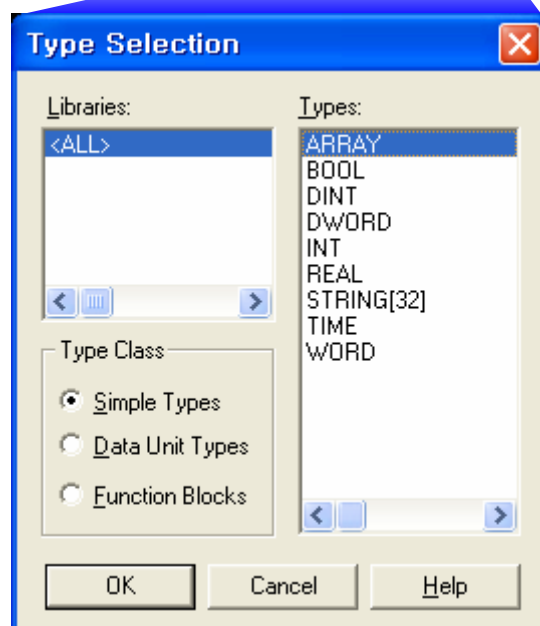 Type Selection
Libraries:
<ALL>
Type Class
Simple Types
Data Unit Types
Function Blocks
Types:
ARRAY
BOOL
DINT
DWORD
INT
REAL
STRING[32]
TIME
WORD
OK
Cancel
Help